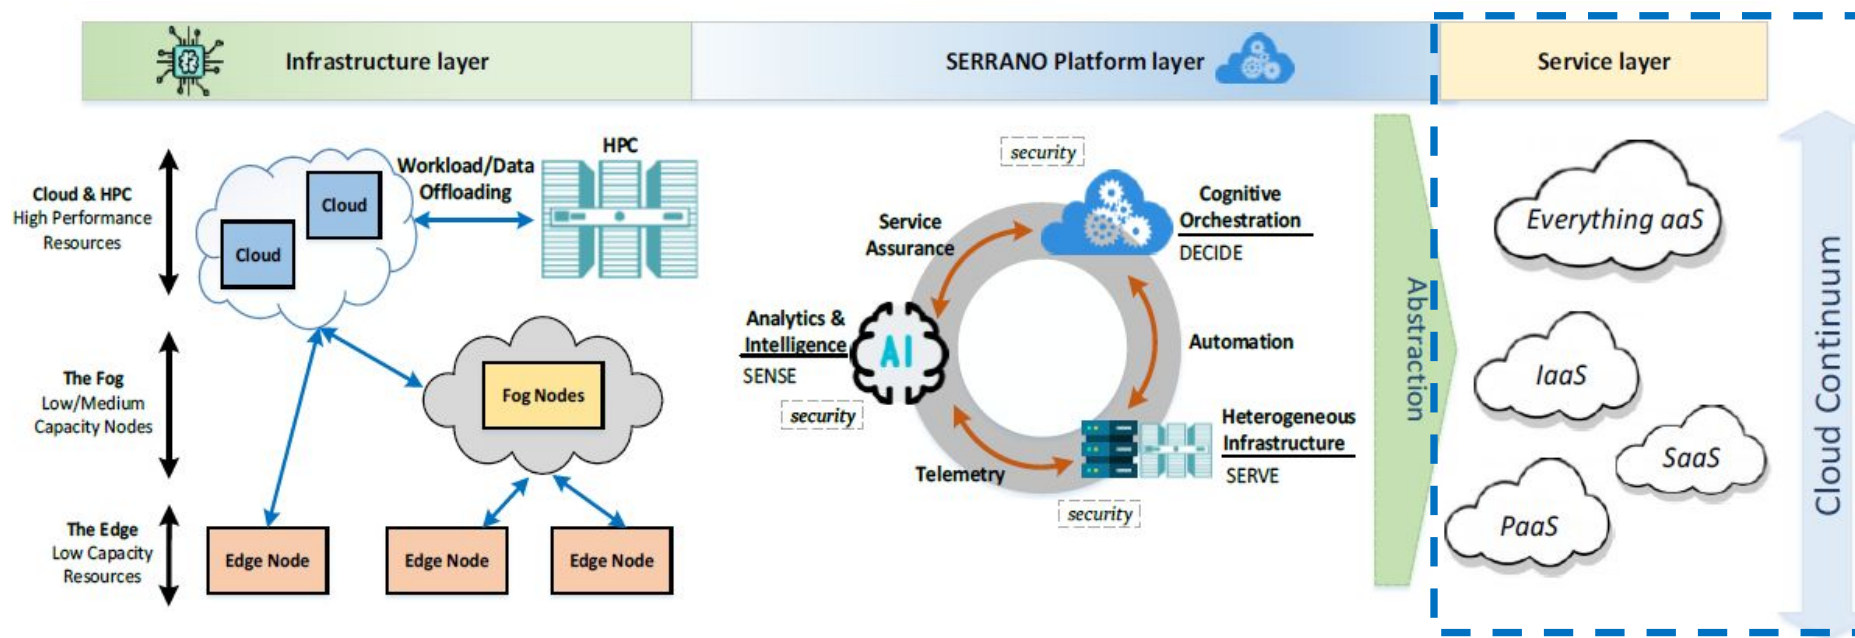 Infrastructure layer
SERRANO Platform layer
Service layer
Cloud & HPC
High Performance
Resources
Cloud
Cloud
Workload/Data
Offloading
HPC
The Fog
Low/Medium
Capacity Nodes
Fog Nodes
The Edge
Low Capacity
Resources
Edge Node
Edge Node
Edge Node
security
Service
Assurance
Cognitive
Orchestration
DECIDE
Analytics &
Intelligence
SENSE
AI
security
Automation
Telemetry
Heterogeneous
Infrastructure
SERVE
security
Abstraction
Everything aaS
IaaS
SaaS
PaaS
Cloud Continuum